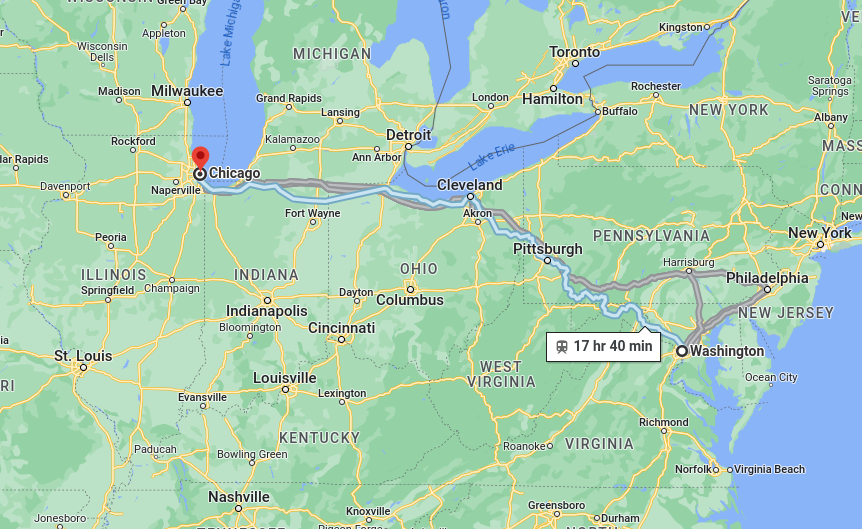 WISCONSIN
Green Bay
Appleton
Lake Michigan
Wisconsin
Dells
MICHIGAN
Toronto
Kingston
Madison
Milwaukee
Grand Rapids
Lansing
London
Hamilton
Rochester
Buffalo
NEW YORK
Saratoga
Springs
Rockford
Kalamazoo
Detroit
Ann Arbor
Lake Erie
Albany
MASS
ar Rapids
Chicago
Davenport
Naperville
Cleveland
CONN
Fort Wayne
Akron
New
Peoria
Pittsburgh
PENNSYLVANIA
New York
ILLINOIS
INDIANA
OHIO
Harrisburg
Springfield
Champaign
Dayton
Columbus
Philadelphia
Indianapolis
NEW JERSEY
Bloomington
Cincinnati
17 hr 40 min
Washington
St. Louis
WEST
VIRGINIA
Ocean City
Louisville
Evansville
Lexington
Richmond
KENTUCKY
Roanoke
VIRGINIA
Paducah
Bowling Green
Norfolk
Virginia Beach
Nashville
Knoxville
Greensboro
Durham
Jonesboro